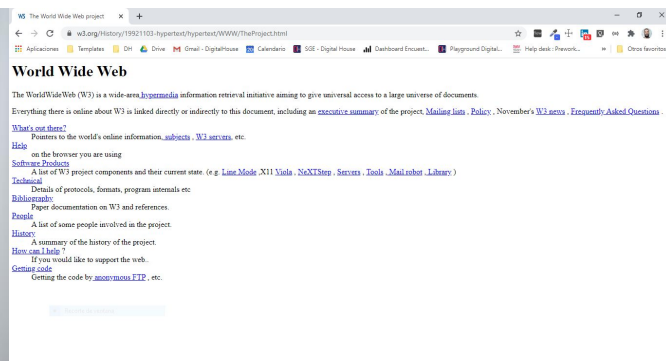 W3 The World Wide Web project
w3.org/History/19921103-hypertext/hypertext/WWW/TheProject.html
Aplicaciones Templates DH Drive Gmail - DigitalHouse Calendario SGE - Digital House Dashboard Encuest... Playground Digital... Help desk : Prework... » Otros favoritos
World Wide Web
The WorldWideWeb (W3) is a wide-area hypermedia information retrieval initiative aiming to give universal access to a large universe of documents.
Everything there is online about W3 is linked directly or indirectly to this document, including an executive summary of the project, Mailing lists , Policy , November's W3 news , Frequently Asked Questions .
What's out there?
Pointers to the world's online information, subjects , W3 servers, etc.
Help
on the browser you are using
Software Products
A list of W3 project components and their current state. (e.g. Line Mode ,X11 Viola , NeXTStep , Servers , Tools , Mail robot , Library )
Technical
Details of protocols, formats, program internals etc
Bibliography
Paper documentation on W3 and references.
People
A list of some people involved in the project.
History
A summary of the history of the project.
How can I help ?
If you would like to support the web..
Getting code
Getting the code by anonymous FTP , etc.